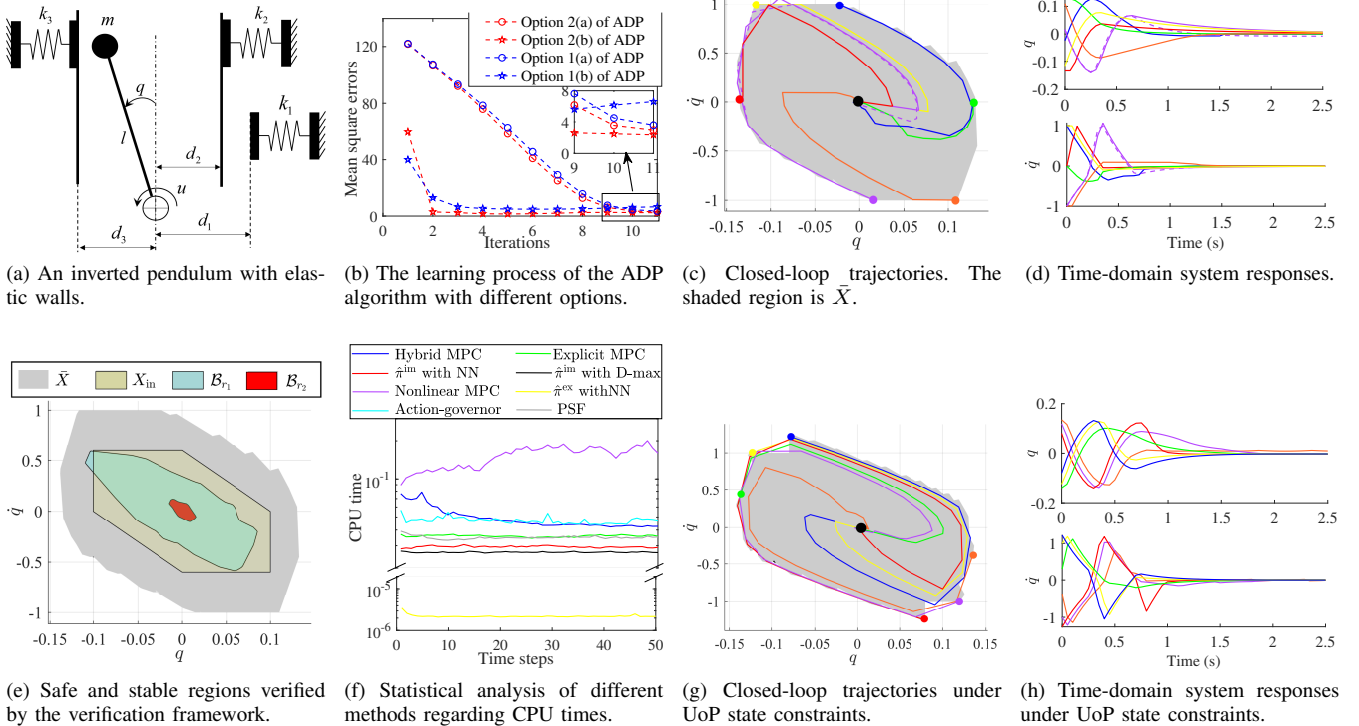 k3
m
k2
q
k1
l
d2
u
d1
d3
(a) An inverted pendulum with elas-
tic walls.
Option 2(a) of ADP
Option 2(b) of ADP
Option 1(a) of ADP
Option 1(b) of ADP
120
80
40
0
Mean square errors
8
4
0
9 10 11
0 2 4 6 8 10
Iterations
(b) The learning process of the ADP
algorithm with different options.
1
0.5
0
-0.5
-1
q̇
-0.15 -0.1 -0.05 0 0.05 0.1
q
(c) Closed-loop trajectories. The
shaded region is X̄.
0.1
0
-0.1
q
0 0.5 1 1.5 2 2.5
1
0
-1
q̇
0 0.5 1 1.5 2 2.5
Time (s)
(d) Time-domain system responses.
X̄ Xin Br1 Br2
1
0.5
0
-0.5
-1
q̇
-0.15 -0.1 -0.05 0 0.05 0.1
q
(e) Safe and stable regions verified
by the verification framework.
Hybrid MPC Explicit MPC
π̂im with NN π̂im with D-max
Nonlinear MPC π̂ex withNN
Action-governor PSF
CPU time
10-1
10-5
10-6
0 10 20 30 40 50
Time steps
(f) Statistical analysis of different
methods regarding CPU times.
1
0.5
0
-0.5
-1
q̇
-0.15 -0.1 -0.05 0 0.05 0.1 0.15
q
(g) Closed-loop trajectories under
UoP state constraints.
0.2
0
-0.2
q
0 0.5 1 1.5 2 2.5
1
0
-1
q̇
0 0.5 1 1.5 2 2.5
Time (s)
(h) Time-domain system responses
under UoP state constraints.